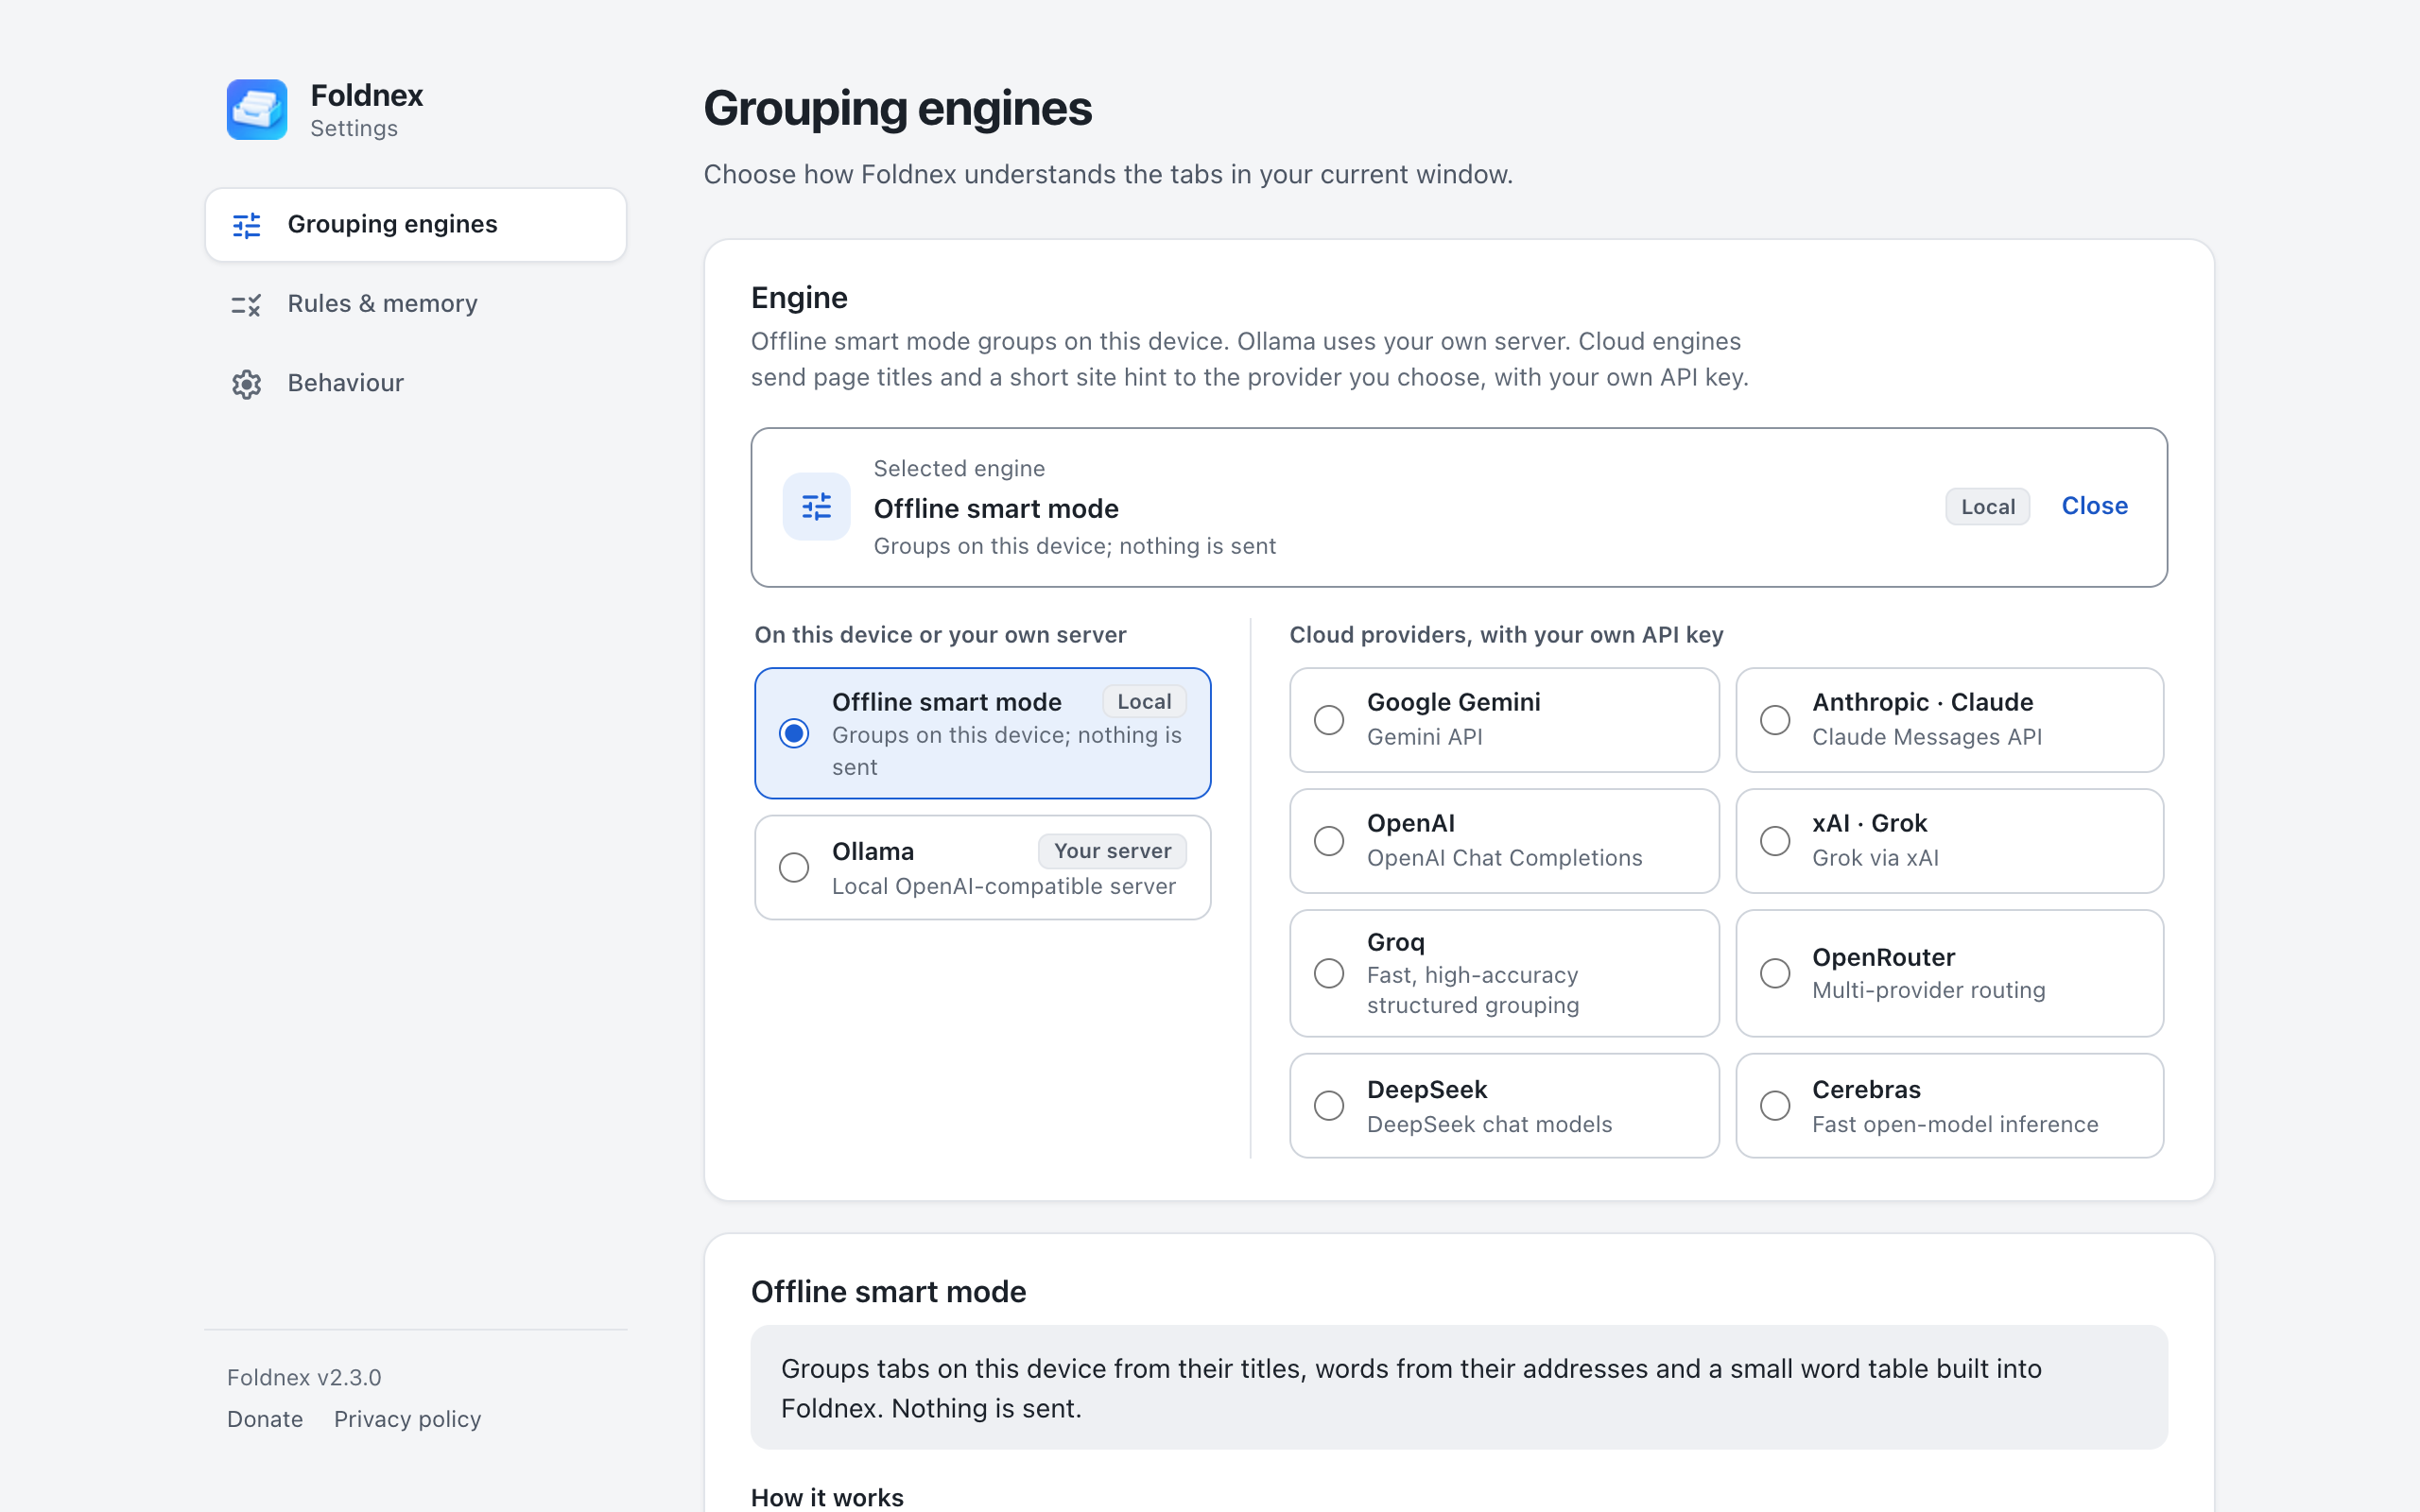 Foldnex
Settings
Grouping engines
Rules & memory
Behaviour
Foldnex v2.3.0
Donate Privacy policy
Grouping engines
Choose how Foldnex understands the tabs in your current window.
Engine
Offline smart mode groups on this device. Ollama uses your own server. Cloud engines
send page titles and a short site hint to the provider you choose, with your own API key.
Selected engine
Offline smart mode
Groups on this device; nothing is sent
Local
Close
On this device or your own server
Offline smart mode
Local
Groups on this device; nothing is
sent
Ollama
Your server
Local OpenAI-compatible server
Cloud providers, with your own API key
Google Gemini
Gemini API
Anthropic · Claude
Claude Messages API
OpenAI
OpenAI Chat Completions
xAI · Grok
Grok via xAI
Groq
Fast, high-accuracy
structured grouping
OpenRouter
Multi-provider routing
DeepSeek
DeepSeek chat models
Cerebras
Fast open-model inference
Offline smart mode
Groups tabs on this device from their titles, words from their addresses and a small word table built into
Foldnex. Nothing is sent.
How it works